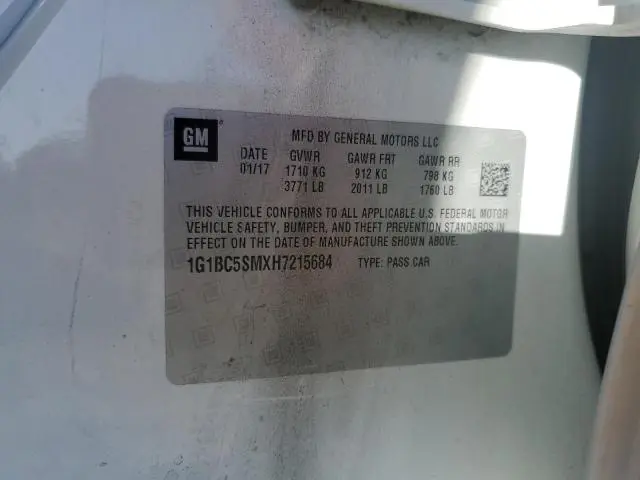 GM
MFD BY GENERAL MOTORS LLC
DATE GVWR GAWR FRT GAWR RR
01/17 1710 KG 912 KG 798 KG
3771 LB 2011 LB 1760 LB
THIS VEHICLE CONFORMS TO ALL APPLICABLE U.S. FEDERAL MOTOR
VEHICLE SAFETY, BUMPER, AND THEFT PREVENTION STANDARDS IN
EFFECT ON THE DATE OF MANUFACTURE SHOWN ABOVE.
1G1BC5SMXH7215684 TYPE: PASS CAR